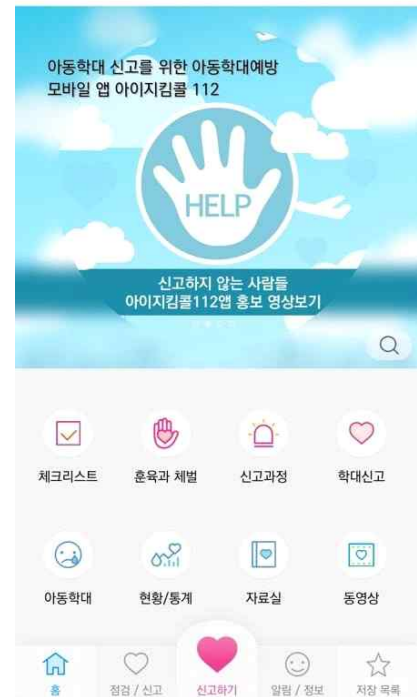 아동학대 신고를 위한 아동학대예방
모바일 앱 아이지킴콜 112
HELP
신고하지 않는 사람들
아이지킴콜112앱 홍보 영상보기
체크리스트
훈육과 체벌
신고과정
학대신고
아동학대
현황/통계
자료실
동영상
홈
점검 / 신고
신고하기
알림 / 정보
저장 목록